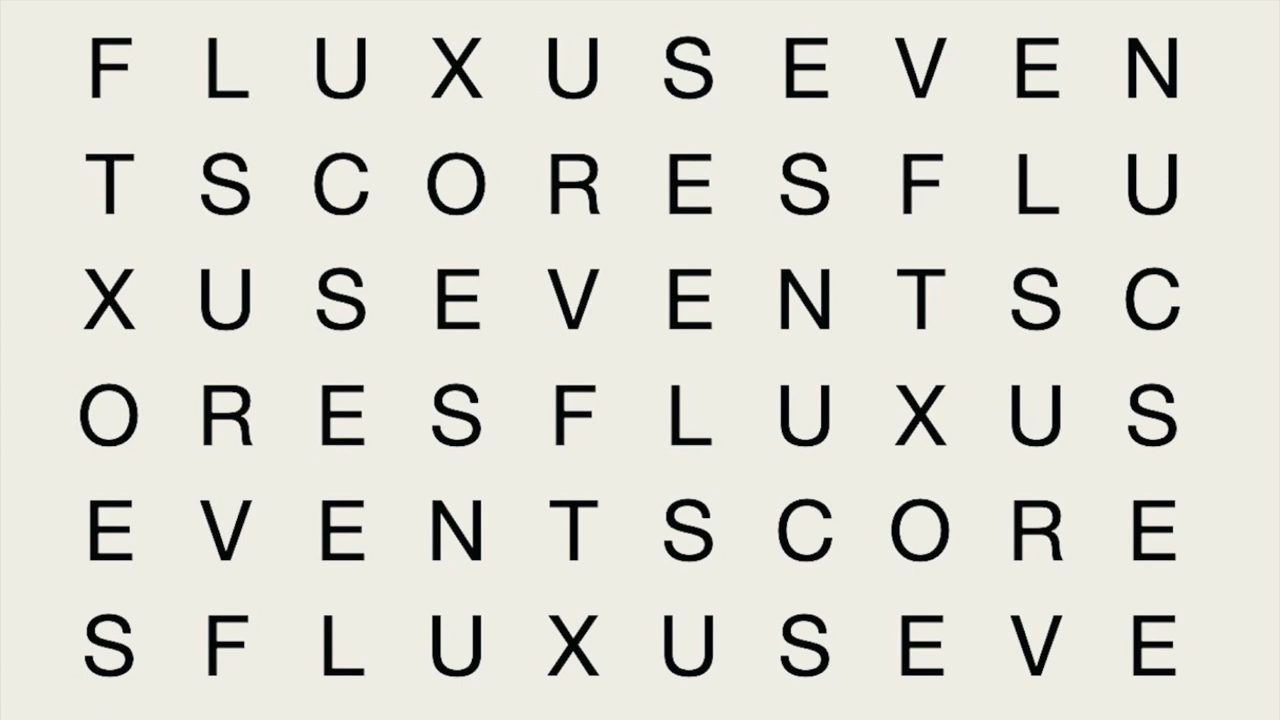 F L U X U S E V E N
T S C O R E S F L U
X U S E V E N T S C
O R E S F L U X U S
E V E N T S C O R E
S F L U X U S E V E